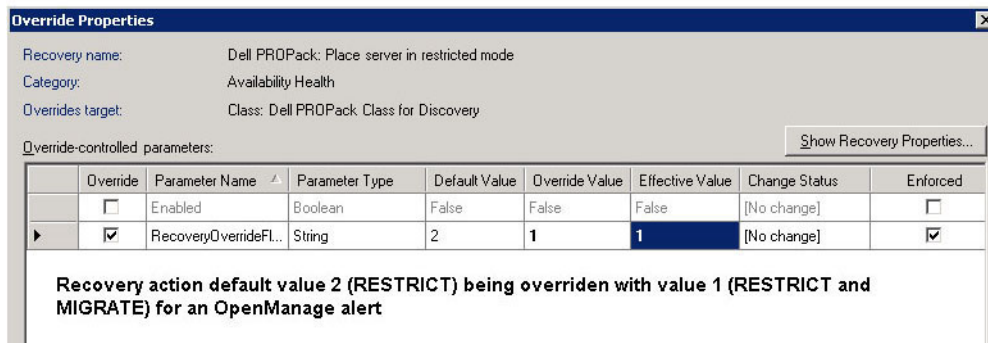 Override Properties
Recovery name: Dell PROPack: Place server in restricted mode
Category: Availability Health
Overrides target: Class: Dell PROPack Class for Discovery
Override-controlled parameters: Show Recovery Properties...
Override Parameter Name Parameter Type Default Value Override Value Effective Value Change Status Enforced
Enabled Boolean False False False [No change]
RecoveryOverrideFl... String 2 1 1 [No change]
Recovery action default value 2 (RESTRICT) being overriden with value 1 (RESTRICT and
MIGRATE) for an OpenManage alert